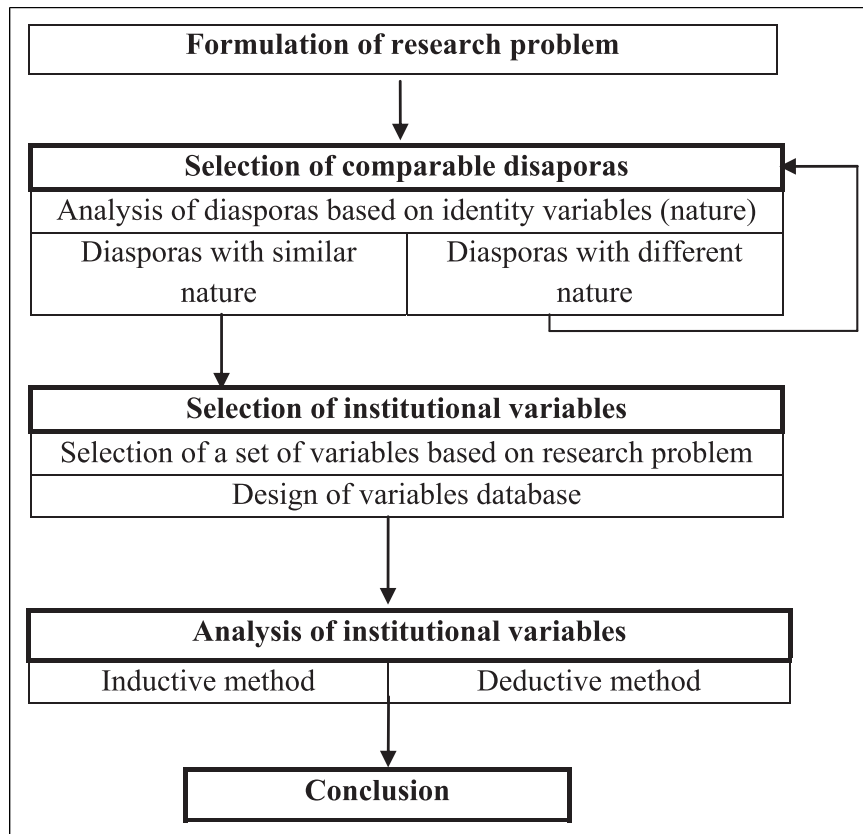 Formulation of research problem
Selection of comparable disaporas
Analysis of diasporas based on identity variables (nature)
Diasporas with similar
nature
Diasporas with different
nature
Selection of institutional variables
Selection of a set of variables based on research problem
Design of variables database
Analysis of institutional variables
Inductive method
Deductive method
Conclusion